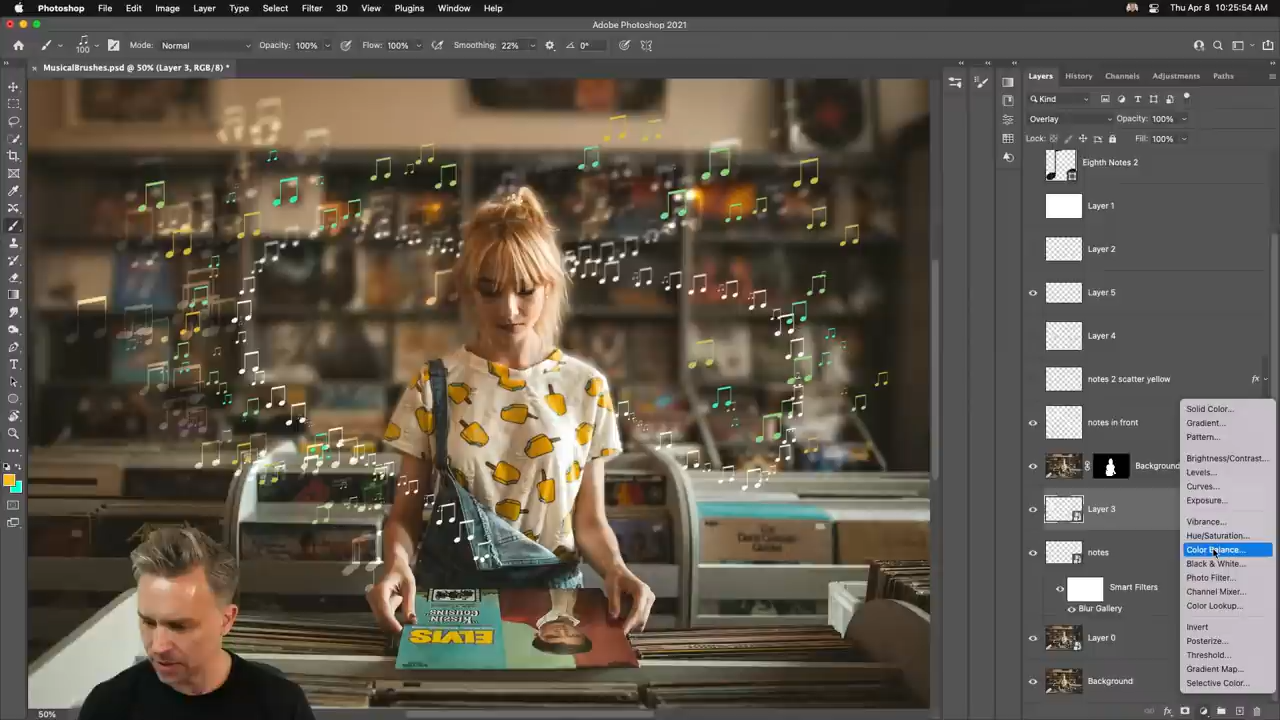 Photoshop File Edit Image Layer Type Select Filter 3D View Plugins Window Help Thu Apr 8 10:25:54 AM
Adobe Photoshop 2021
100 Mode: Normal Opacity: 100% Flow: 100% Smoothing: 22% 0°
MusicalBrushes.psd @ 50% (Layer 3, RGB/8) *
Layers History Channels Adjustments Paths
Kind
Overlay Opacity: 100%
Lock: Fill: 100%
Eighth Notes 2
Layer 1
Layer 2
Layer 5
Layer 4
notes 2 scatter yellow fx
notes in front
Background
Layer 3
notes
Smart Filters
Blur Gallery
Layer 0
Background
Solid Color...
Gradient...
Pattern...
Brightness/Contrast...
Levels...
Curves...
Exposure...
Vibrance...
Hue/Saturation...
Color Balance...
Black & White...
Photo Filter...
Channel Mixer...
Color Lookup...
Invert
Posterize...
Threshold...
Gradient Map...
Selective Color...
ELVIS
KISSIN'
COUSINS
50%
fx